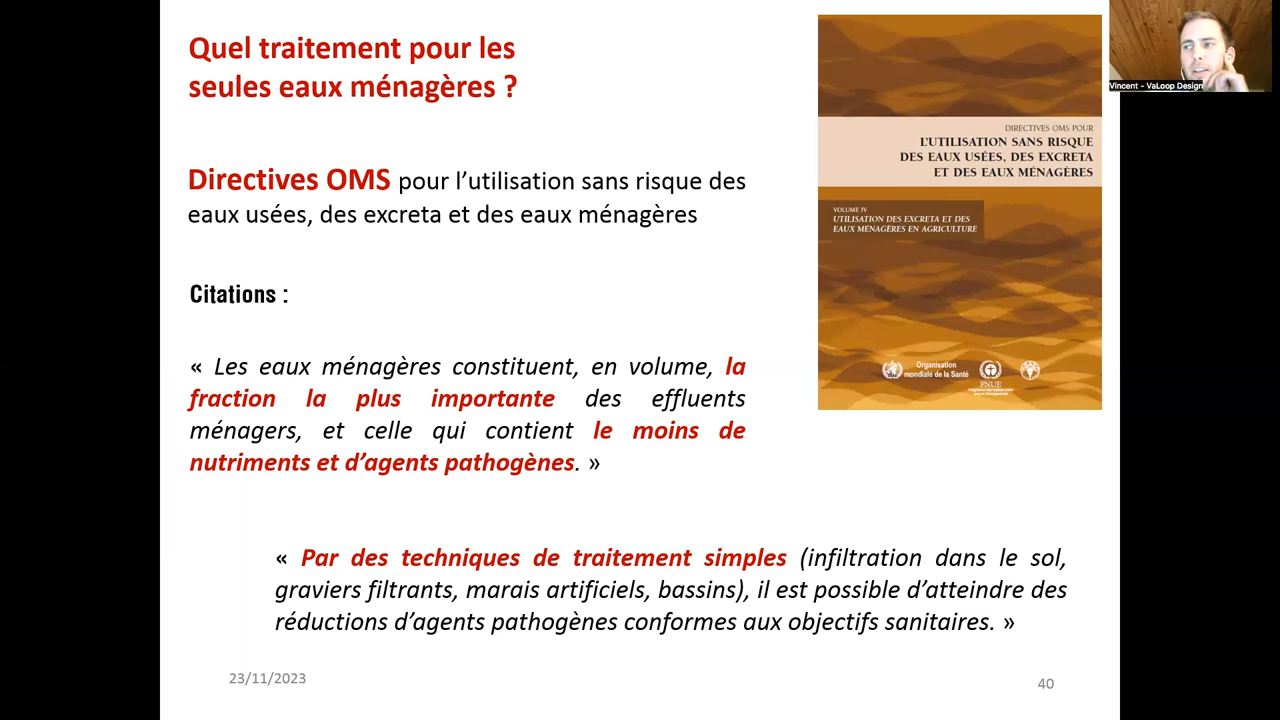 Quel traitement pour les
seules eaux ménagères ?
Directives OMS pour l'utilisation sans risque des
eaux usées, des excreta et des eaux ménagères
Citations :
« Les eaux ménagères constituent, en volume, la
fraction la plus importante des effluents
ménagers, et celle qui contient le moins de
nutriments et d'agents pathogènes. »
« Par des techniques de traitement simples (infiltration dans le sol,
graviers filtrants, marais artificiels, bassins), il est possible d'atteindre des
réductions d'agents pathogènes conformes aux objectifs sanitaires. »
23/11/2023
40
DIRECTIVES OMS POUR
L'UTILISATION SANS RISQUE
DES EAUX USÉES, DES EXCRETA
ET DES EAUX MÉNAGÈRES
VOLUME IV
UTILISATION DES EXCRETA ET DES
EAUX MÉNAGÈRES EN AGRICULTURE
Organisation
mondiale de la Santé
PNUE
Vincent - VaLoop Design